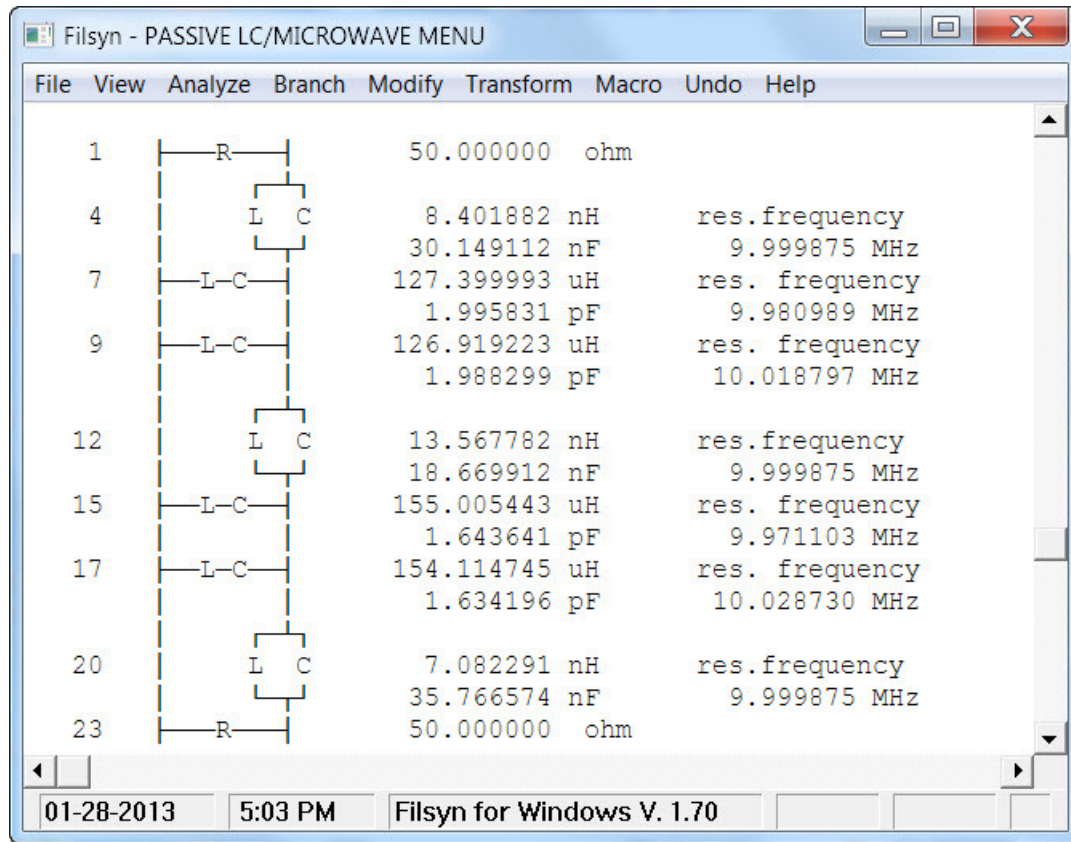 Filsyn - PASSIVE LC/MICROWAVE MENU
File View Analyze Branch Modify Transform Macro Undo Help
1 R 50.000000 ohm
4 L C 8.401882 nH res.frequency
30.149112 nF 9.999875 MHz
7 L-C 127.399993 uH res. frequency
1.995831 pF 9.980989 MHz
9 L-C 126.919223 uH res. frequency
1.988299 pF 10.018797 MHz
12 L C 13.567782 nH res.frequency
18.669912 nF 9.999875 MHz
15 L-C 155.005443 uH res. frequency
1.643641 pF 9.971103 MHz
17 L-C 154.114745 uH res. frequency
1.634196 pF 10.028730 MHz
20 L C 7.082291 nH res.frequency
35.766574 nF 9.999875 MHz
23 R 50.000000 ohm
01-28-2013 5:03 PM Filsyn for Windows V. 1.70